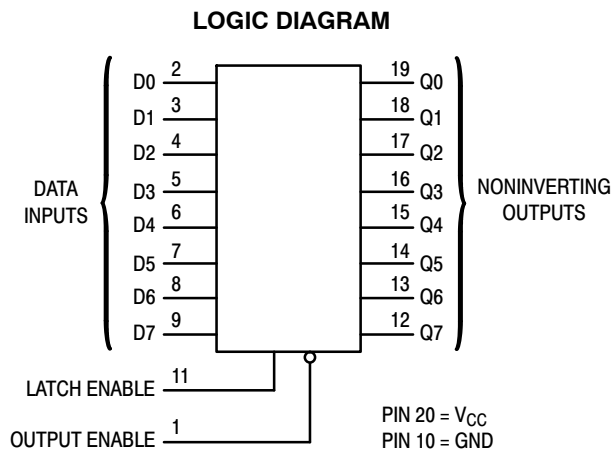 LOGIC DIAGRAM
D0 2 19 Q0
D1 3 18 Q1
D2 4 17 Q2
D3 5 16 Q3
D4 6 15 Q4
D5 7 14 Q5
D6 8 13 Q6
D7 9 12 Q7
DATA
INPUTS
NONINVERTING
OUTPUTS
LATCH ENABLE 11
OUTPUT ENABLE 1
PIN 20 = VCC
PIN 10 = GND